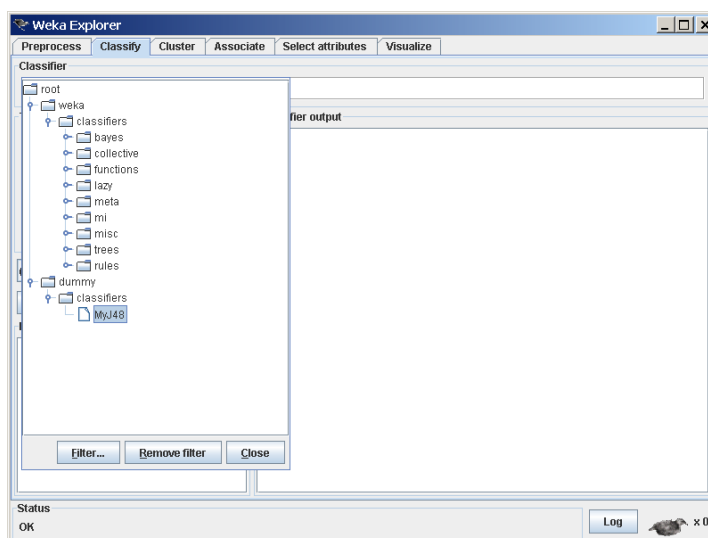 Weka Explorer
Preprocess Classify Cluster Associate Select attributes Visualize
Classifier
root
weka
classifiers
bayes
collective
functions
lazy
meta
mi
misc
trees
rules
dummy
classifiers
MyJ48
Filter... Remove filter Close
fier output
Status
OK
Log
x 0